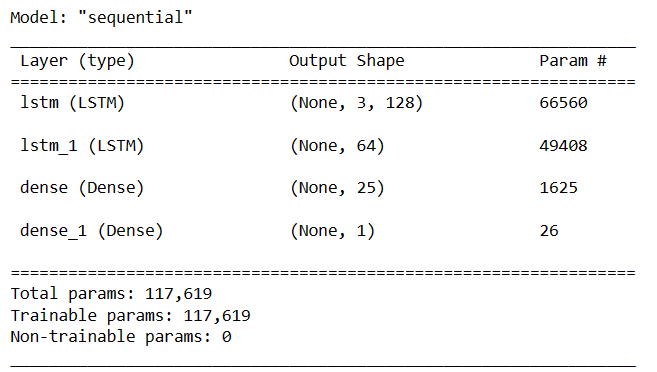 Model: "sequential"
_________________________________________________________________
Layer (type) Output Shape Param #
=================================================================
lstm (LSTM) (None, 3, 128) 66560
lstm_1 (LSTM) (None, 64) 49408
dense (Dense) (None, 25) 1625
dense_1 (Dense) (None, 1) 26
=================================================================
Total params: 117,619
Trainable params: 117,619
Non-trainable params: 0
_________________________________________________________________